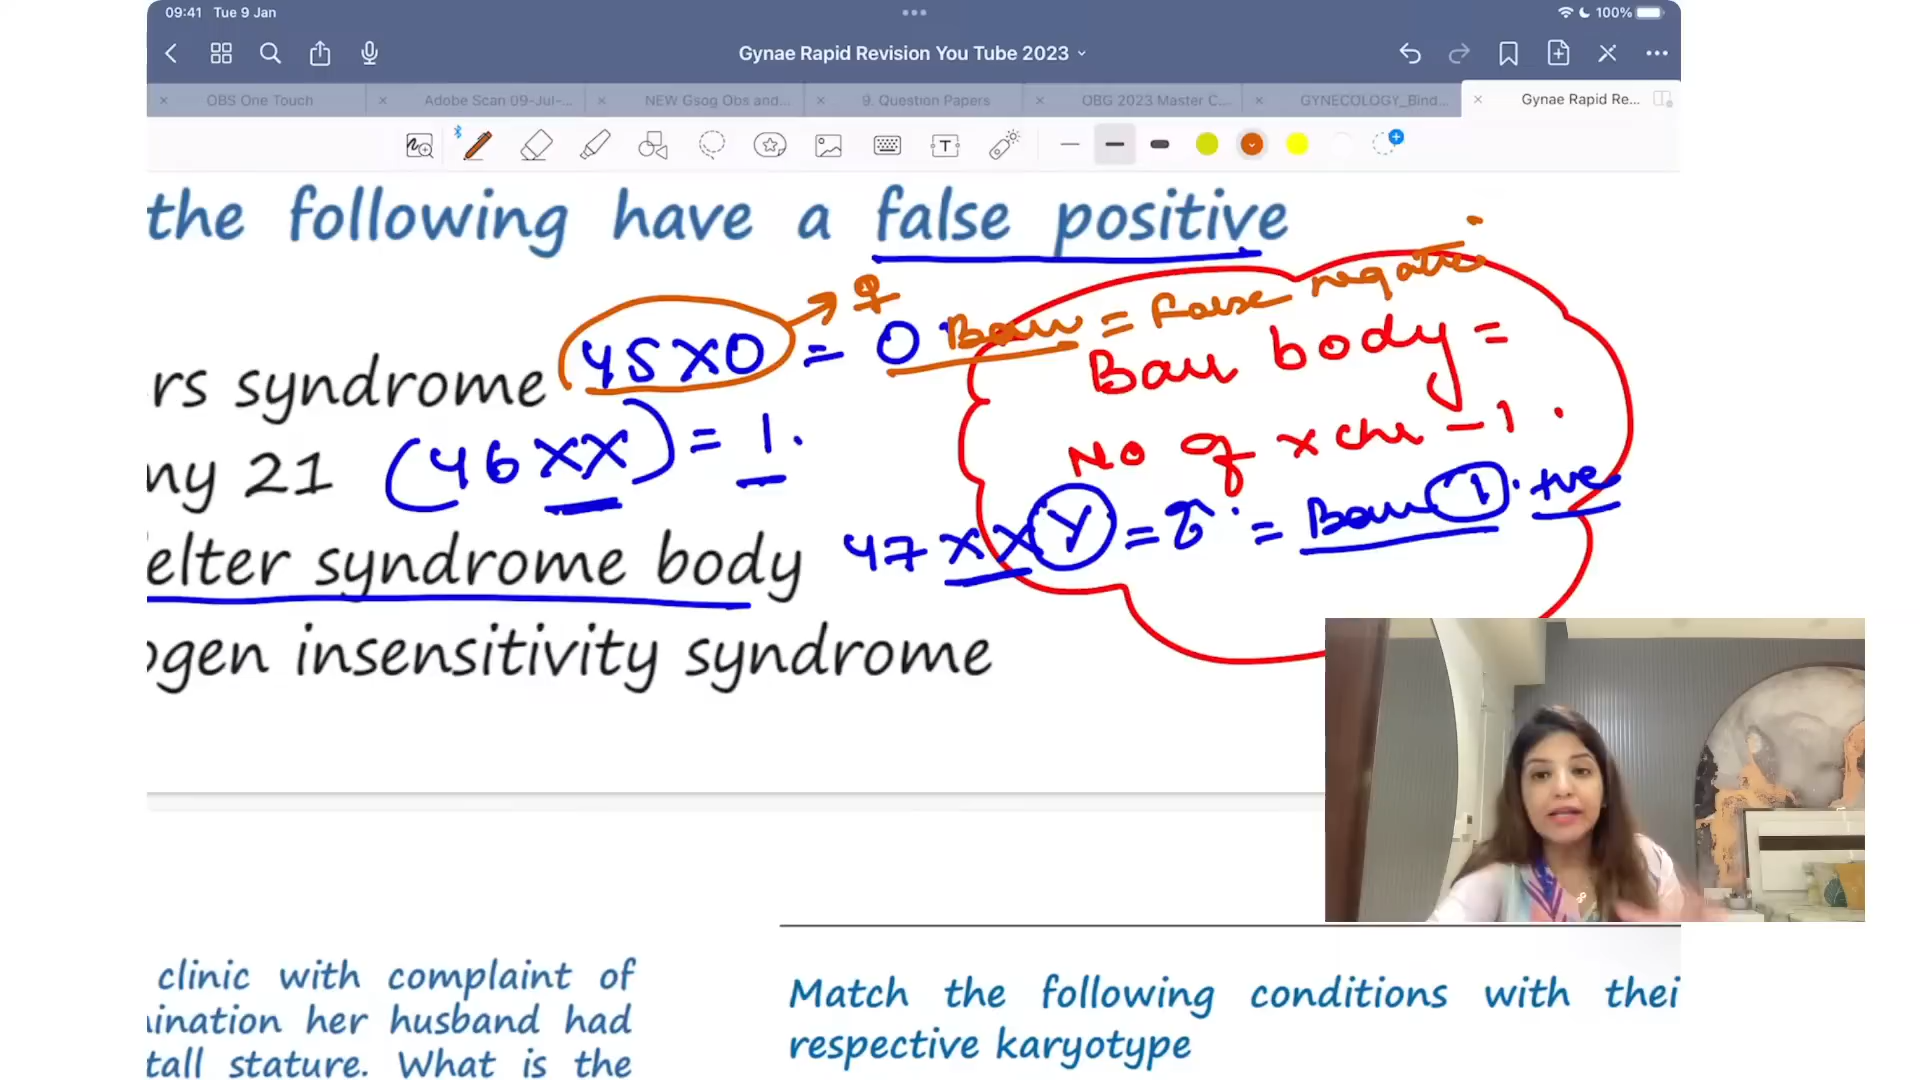 09:41 Tue 9 Jan
100%
Gynae Rapid Revision You Tube 2023
OBS One Touch
Adobe Scan 09-Jul-...
NEW Gsog Obs and...
9. Question Papers
OBG 2023 Master C...
GYNECOLOGY_Bind...
Gynae Rapid Re...
the following have a false positive
45XO = 0 Barr = False negative
rs syndrome
Barr body =
No of x chr - 1
ny 21 (46XX) = 1.
elter syndrome body 47XXY = ♂ = Barr 1 +ve
ogen insensitivity syndrome
clinic with complaint of
ination her husband had
tall stature. What is the
Match the following conditions with thei
respective karyotype